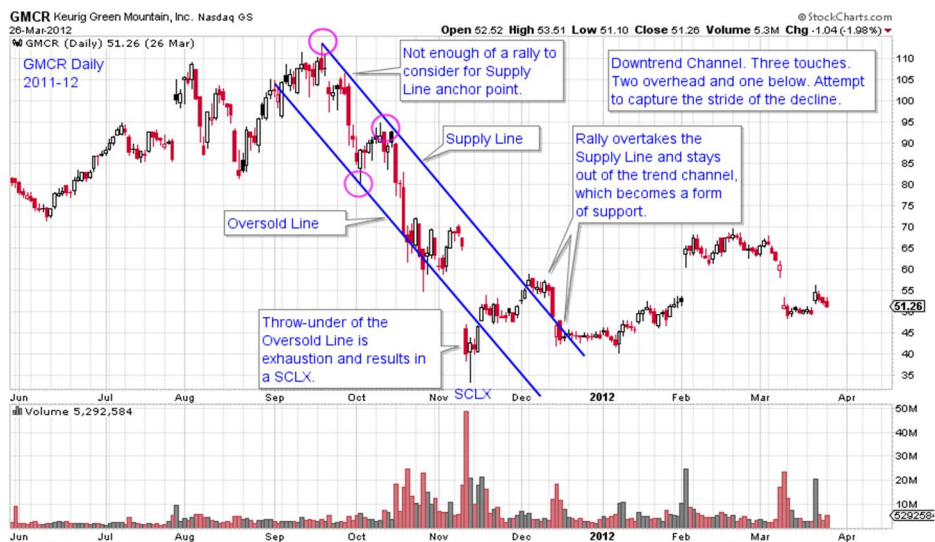 GMCR Keurig Green Mountain, Inc. Nasdaq GS
© StockCharts.com
26-Mar-2012
Open 52.52 High 53.51 Low 51.10 Close 51.26 Volume 5.3M Chg -1.04 (-1.98%)
GMCR (Daily) 51.26 (26 Mar)
GMCR Daily
2011-12
Not enough of a rally to
consider for Supply
Line anchor point.
Downtrend Channel. Three touches.
Two overhead and one below. Attempt
to capture the stride of the decline.
Supply Line
Rally overtakes the
Supply Line and stays
out of the trend channel,
which becomes a form
of support.
Oversold Line
Throw-under of the
Oversold Line is
exhaustion and results in
a SCLX.
SCLX
110
105
100
95
90
85
80
75
70
65
60
55
51.26
45
40
35
Jun Jul Aug Sep Oct Nov Dec 2012 Feb Mar Apr
Volume 5,292,584
50M
40M
30M
20M
10M
5292584
Jun Jul Aug Sep Oct Nov Dec 2012 Feb Mar Apr